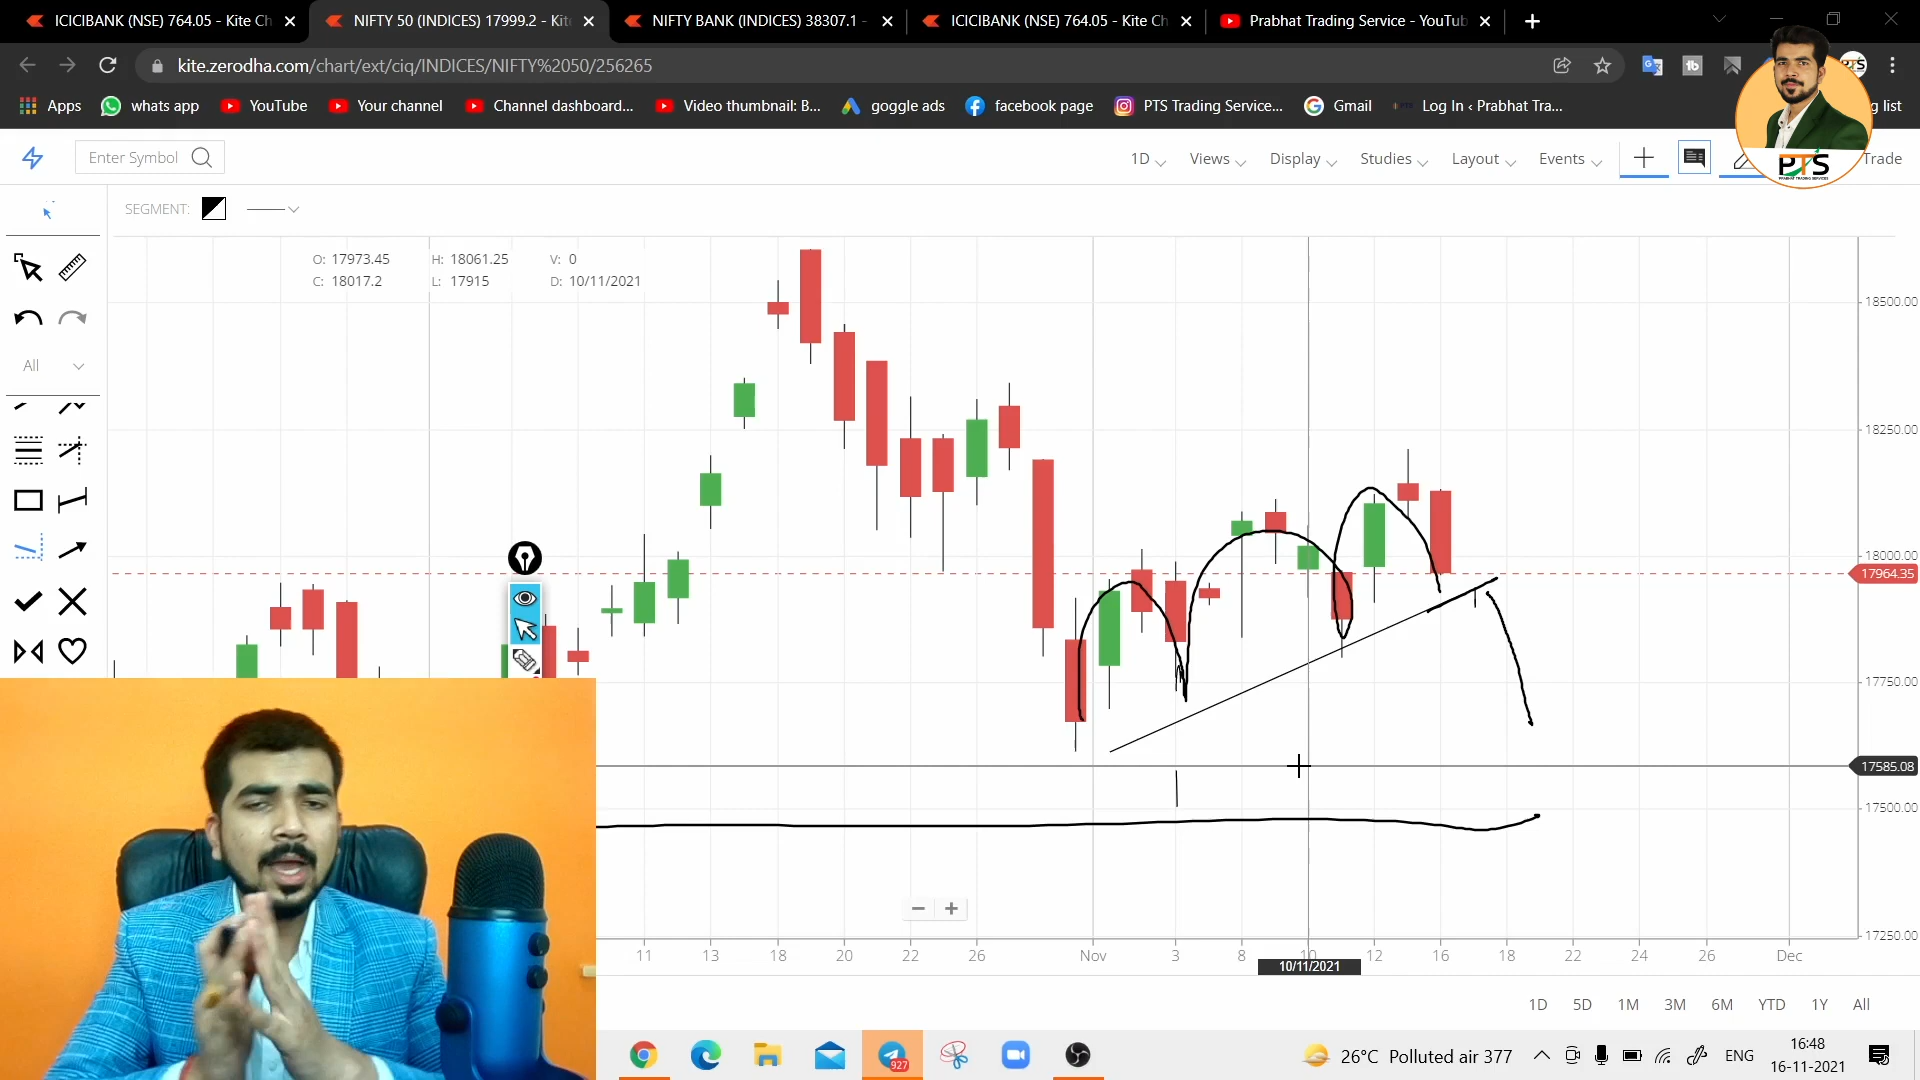 ICICIBANK (NSE) 764.05 - Kite Ch
NIFTY 50 (INDICES) 17999.2 - Kit
NIFTY BANK (INDICES) 38307.1 -
ICICIBANK (NSE) 764.05 - Kite Ch
Prabhat Trading Service - YouTub
kite.zerodha.com/chart/ext/ciq/INDICES/NIFTY%2050/256265
Apps
whats app
YouTube
Your channel
Channel dashboard...
Video thumbnail: B...
goggle ads
facebook page
PTS Trading Service...
Gmail
Log In ‹ Prabhat Tra...
g list
PTS
PRABHAT TRADING SERVICES
Enter Symbol
1D
Views
Display
Studies
Layout
Events
Trade
SEGMENT:
O: 17973.45 H: 18061.25 V: 0
C: 18017.2 L: 17915 D: 10/11/2021
All
18500.00
18250.00
18000.00
17964.35
17750.00
17585.08
17500.00
17250.00
11 13 18 20 22 26 Nov 3 8 10 12 16 18 22 24 26 Dec
10/11/2021
1D 5D 1M 3M 6M YTD 1Y All
927
26°C Polluted air 377
ENG
16:48
16-11-2021